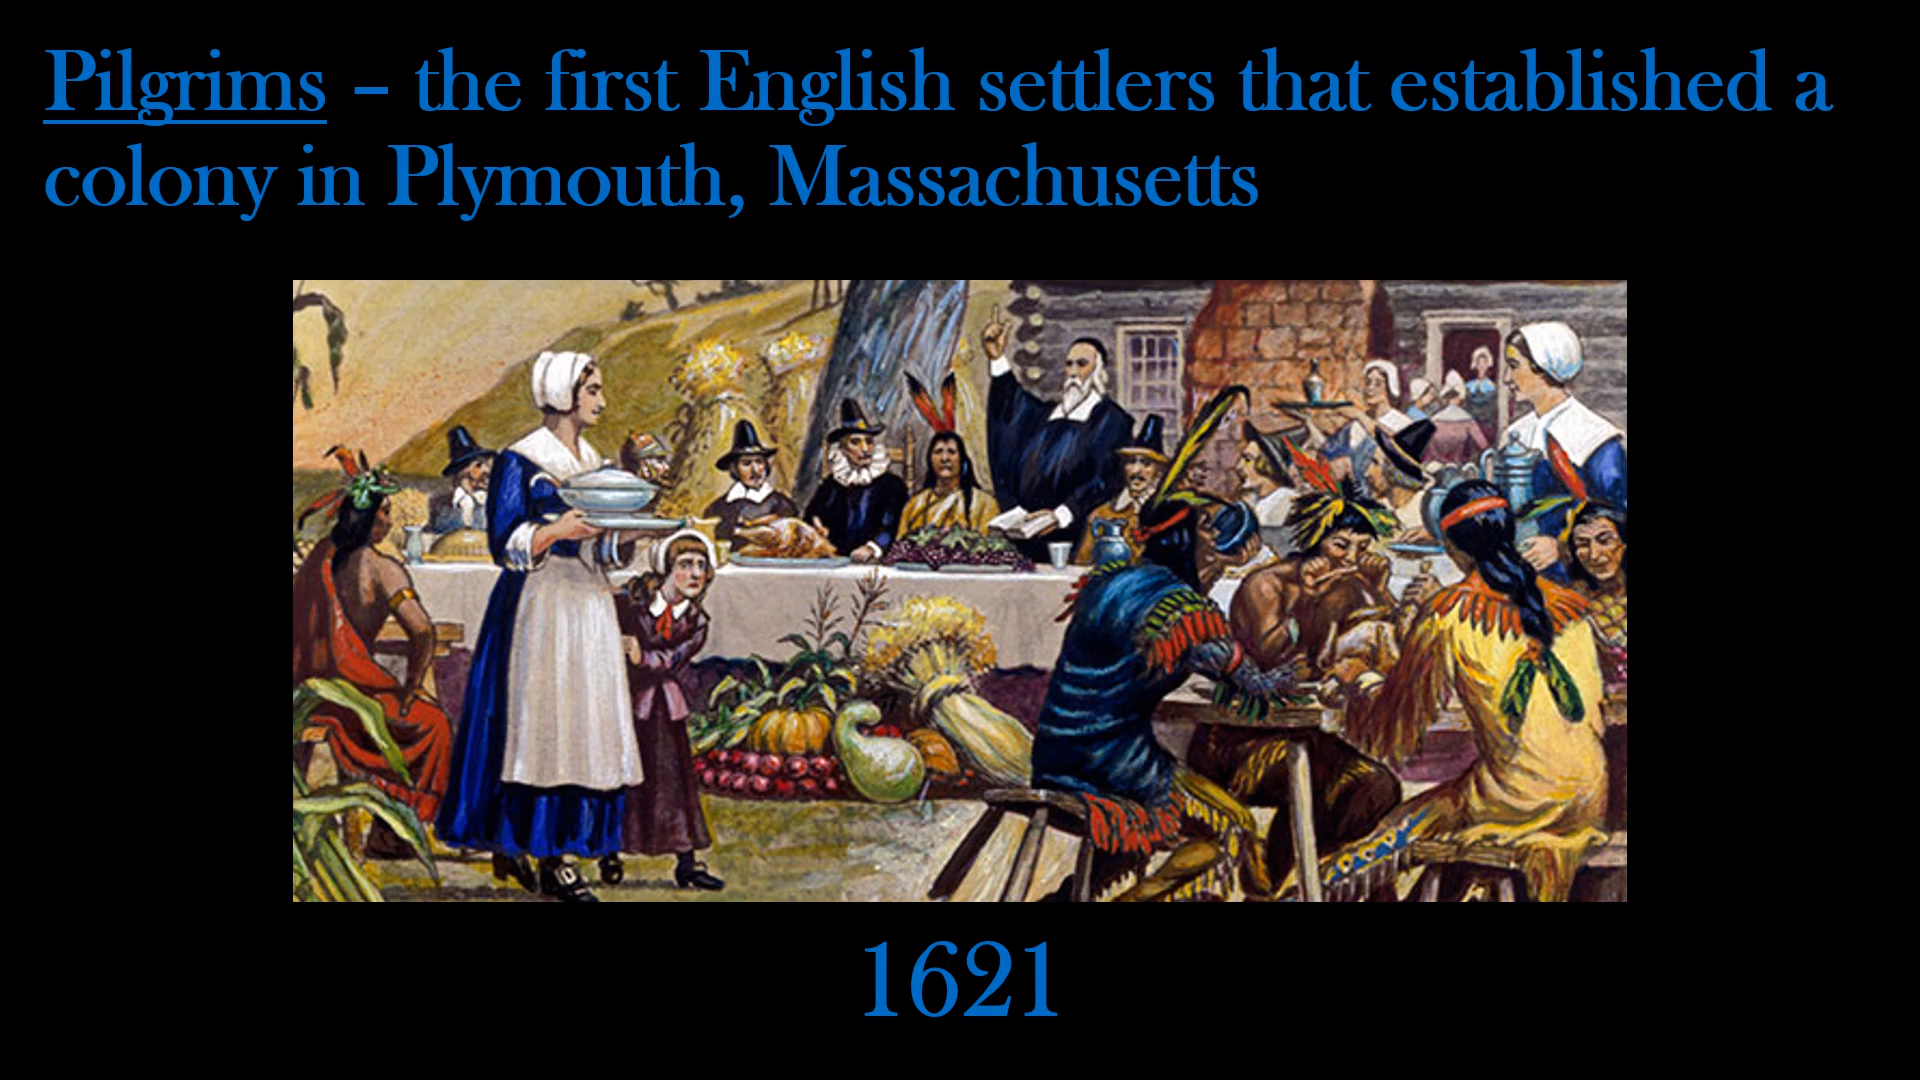 Pilgrims – the first English settlers that established a
colony in Plymouth, Massachusetts
1621